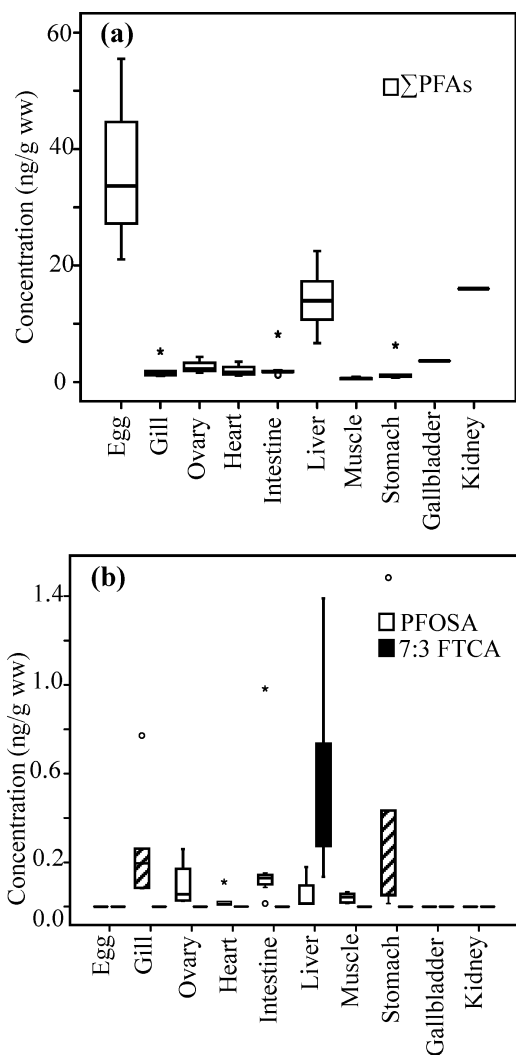 (a)
∑PFAs
Concentration (ng/g ww)
60
40
20
0
Egg
Gill
Ovary
Heart
Intestine
Liver
Muscle
Stomach
Gallbladder
Kidney
(b)
PFOSA
7:3 FTCA
Concentration (ng/g ww)
1.4
1.0
0.6
0.2
0.0
Egg
Gill
Ovary
Heart
Intestine
Liver
Muscle
Stomach
Gallbladder
Kidney